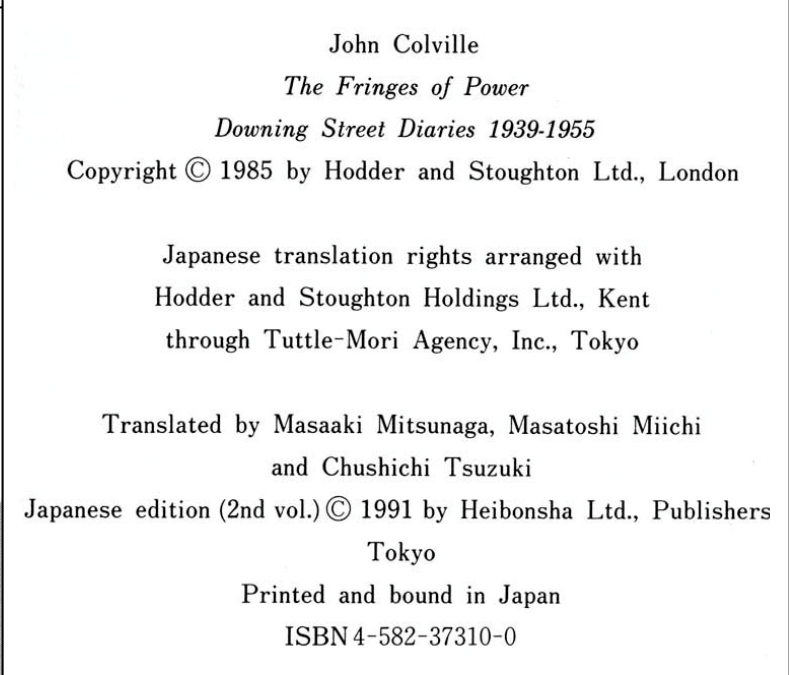 John Colville
The Fringes of Power
Downing Street Diaries 1939-1955
Copyright © 1985 by Hodder and Stoughton Ltd., London
Japanese translation rights arranged with
Hodder and Stoughton Holdings Ltd., Kent
through Tuttle-Mori Agency, Inc., Tokyo
Translated by Masaaki Mitsunaga, Masatoshi Miichi
and Chushichi Tsuzuki
Japanese edition (2nd vol.) © 1991 by Heibonsha Ltd., Publishers
Tokyo
Printed and bound in Japan
ISBN 4-582-37310-0